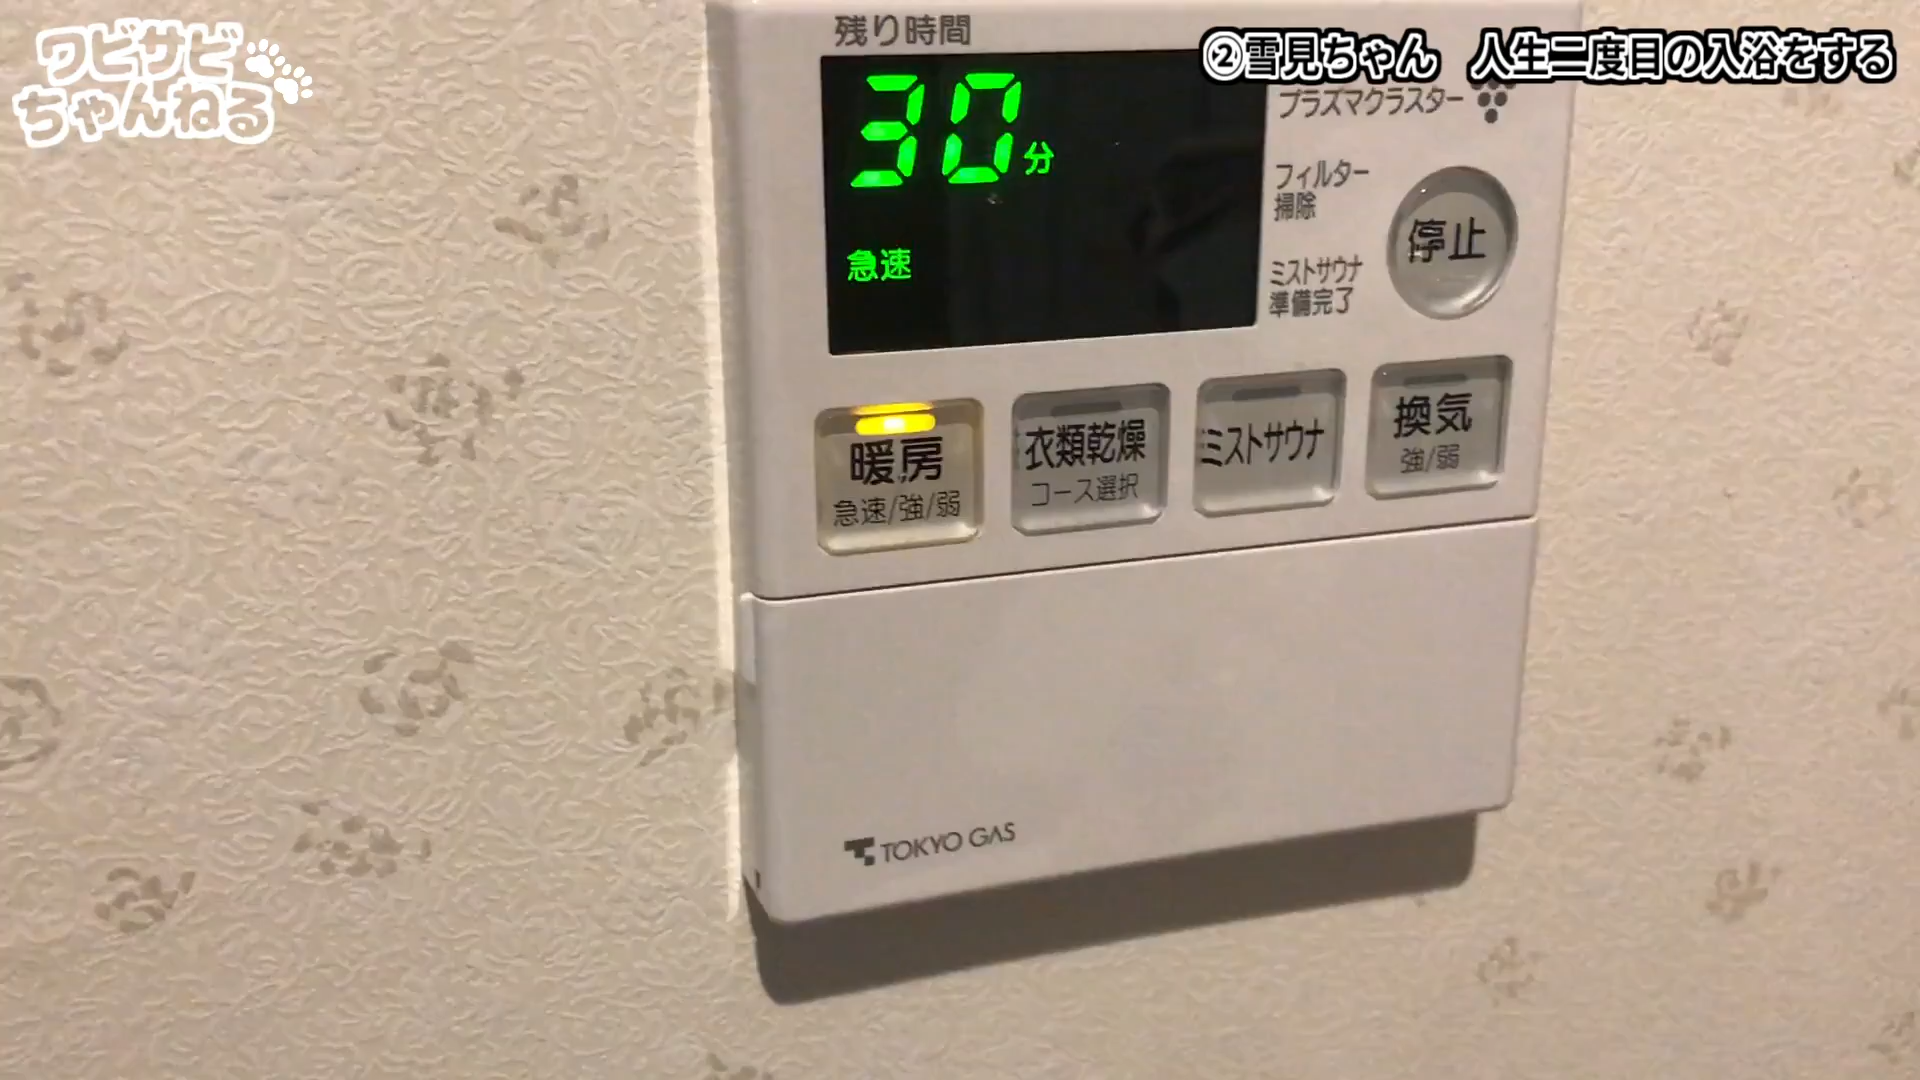 ワビサビ
ちゃんねる
②雪見ちゃん 人生二度目の入浴をする
残り時間
30分
急速
プラズマクラスター
フィルター
掃除
ミストサウナ
準備完了
停止
暖房
急速/強/弱
衣類乾燥
コース選択
ミストサウナ
換気
強/弱
TOKYO GAS